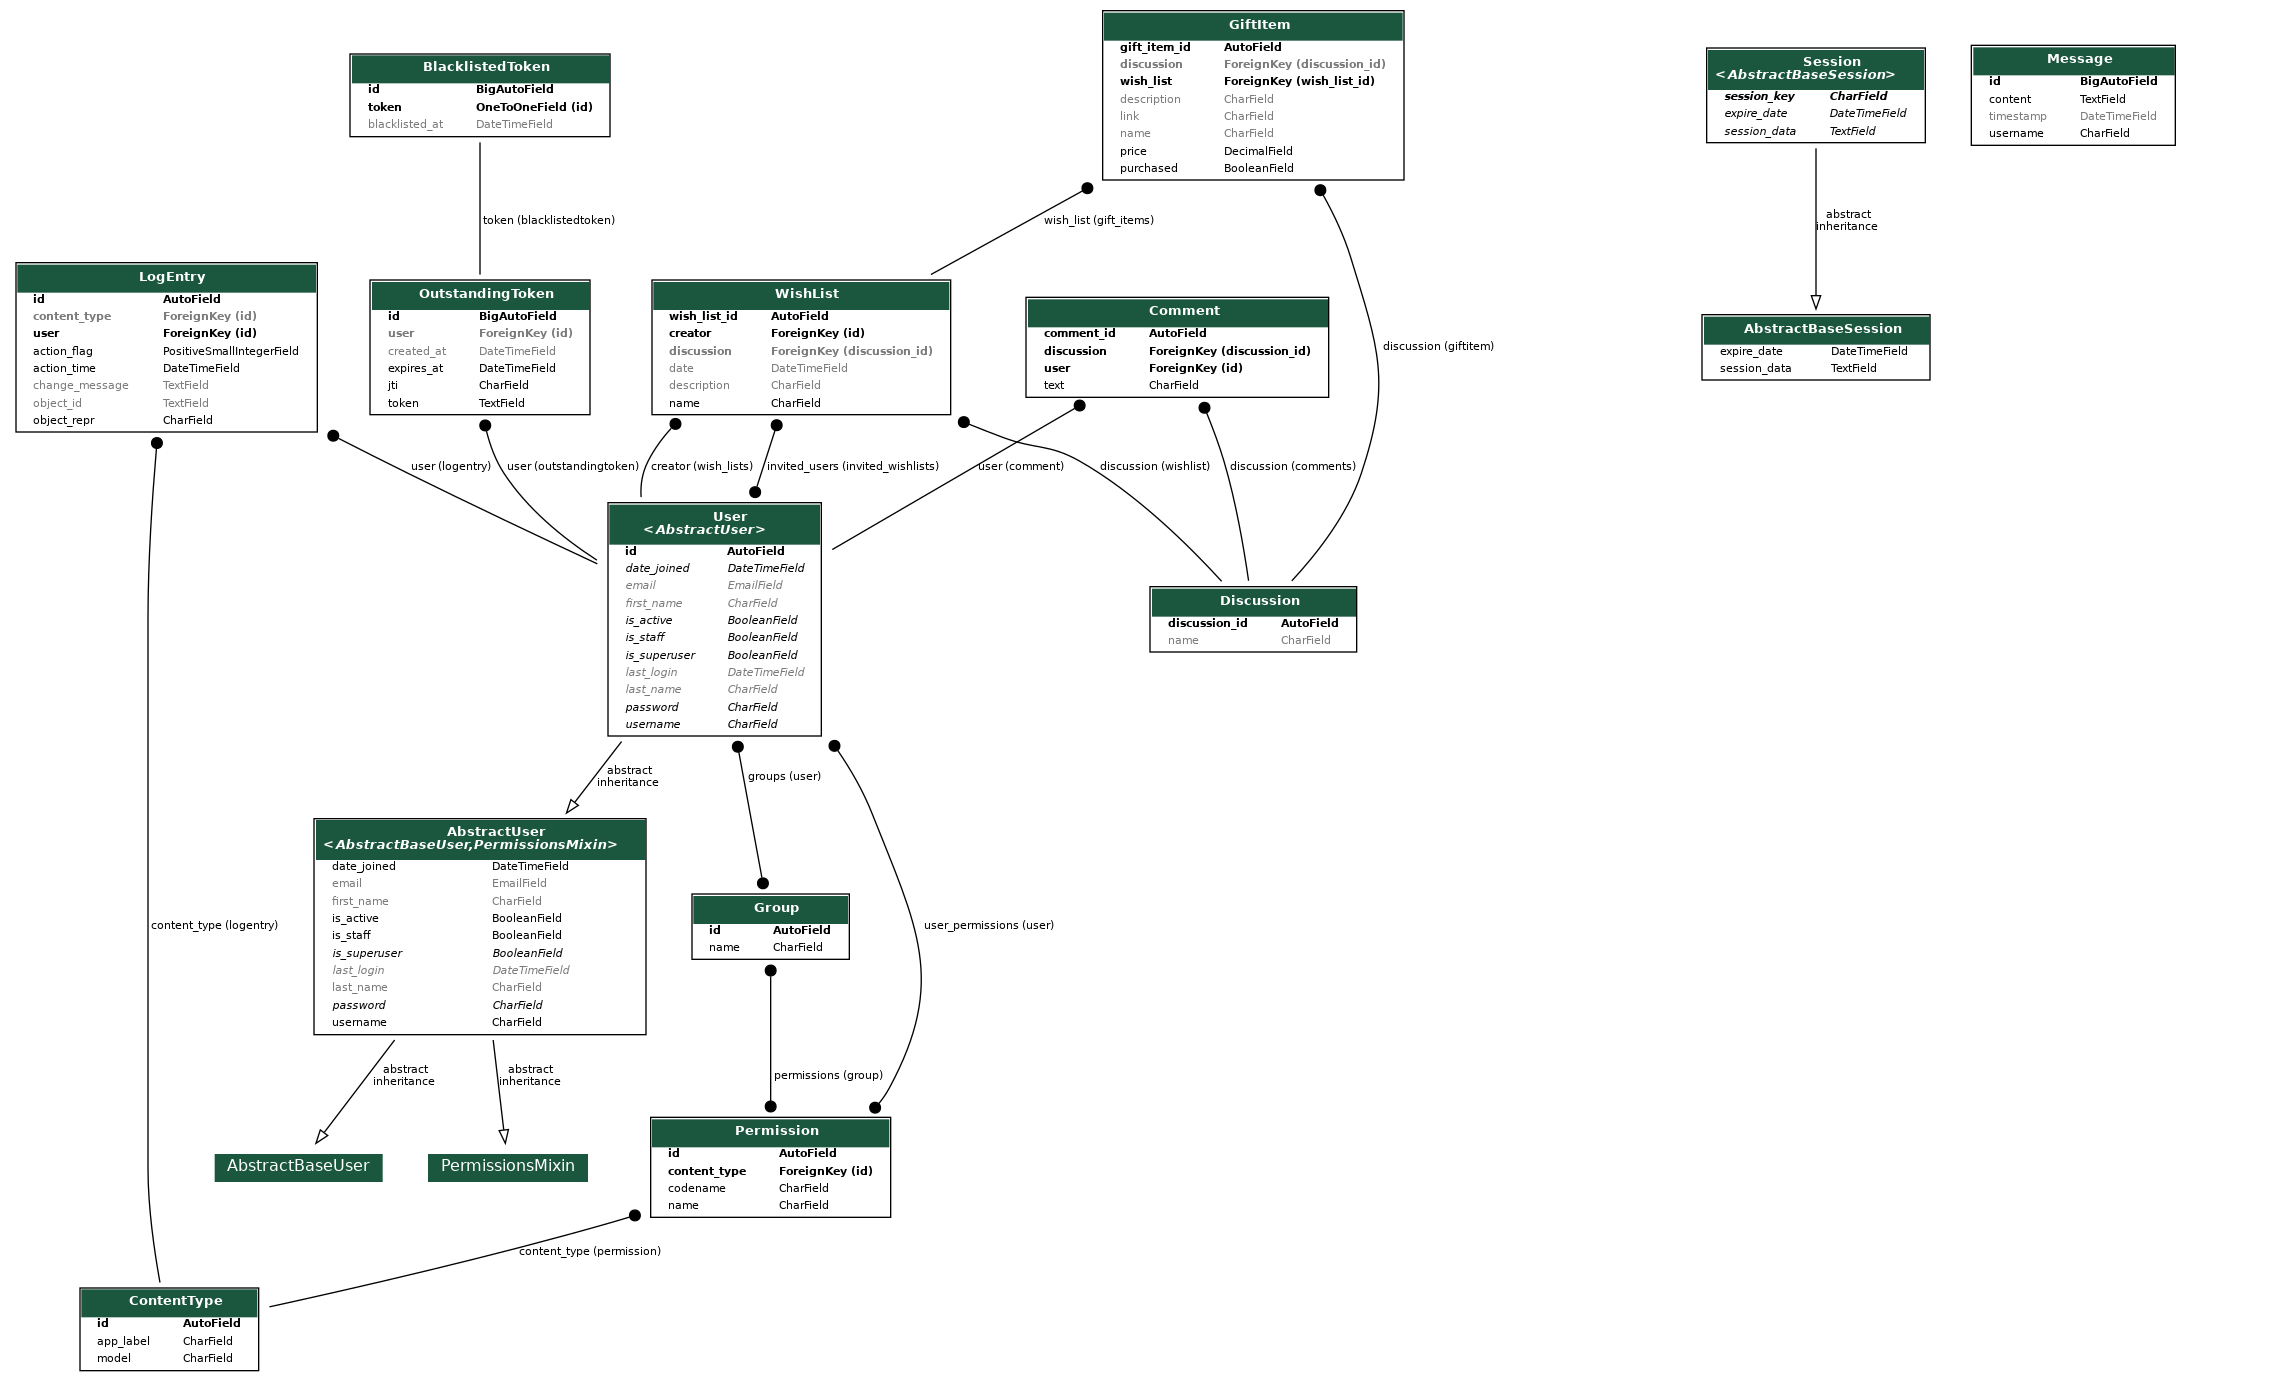 GiftItem
gift_item_id AutoField
discussion ForeignKey (discussion_id)
wish_list ForeignKey (wish_list_id)
description CharField
link CharField
name CharField
price DecimalField
purchased BooleanField
BlacklistedToken
id BigAutoField
token OneToOneField (id)
blacklisted_at DateTimeField
Session
<AbstractBaseSession>
session_key CharField
expire_date DateTimeField
session_data TextField
Message
id BigAutoField
content TextField
timestamp DateTimeField
username CharField
token (blacklistedtoken)
wish_list (gift_items)
abstract
inheritance
LogEntry
id AutoField
content_type ForeignKey (id)
user ForeignKey (id)
action_flag PositiveSmallIntegerField
action_time DateTimeField
change_message TextField
object_id TextField
object_repr CharField
OutstandingToken
id BigAutoField
user ForeignKey (id)
created_at DateTimeField
expires_at DateTimeField
jti CharField
token TextField
WishList
wish_list_id AutoField
creator ForeignKey (id)
discussion ForeignKey (discussion_id)
date DateTimeField
description CharField
name CharField
Comment
comment_id AutoField
discussion ForeignKey (discussion_id)
user ForeignKey (id)
text CharField
discussion (giftitem)
AbstractBaseSession
expire_date DateTimeField
session_data TextField
user (logentry)
user (outstandingtoken)
creator (wish_lists)
invited_users (invited_wishlists)
user (comment)
discussion (wishlist)
discussion (comments)
User
<AbstractUser>
id AutoField
date_joined DateTimeField
email EmailField
first_name CharField
is_active BooleanField
is_staff BooleanField
is_superuser BooleanField
last_login DateTimeField
last_name CharField
password CharField
username CharField
Discussion
discussion_id AutoField
name CharField
abstract
inheritance
groups (user)
AbstractUser
<AbstractBaseUser,PermissionsMixin>
date_joined DateTimeField
email EmailField
first_name CharField
is_active BooleanField
is_staff BooleanField
is_superuser BooleanField
last_login DateTimeField
last_name CharField
password CharField
username CharField
Group
id AutoField
name CharField
content_type (logentry)
user_permissions (user)
abstract
inheritance
abstract
inheritance
permissions (group)
AbstractBaseUser
PermissionsMixin
Permission
id AutoField
content_type ForeignKey (id)
codename CharField
name CharField
content_type (permission)
ContentType
id AutoField
app_label CharField
model CharField